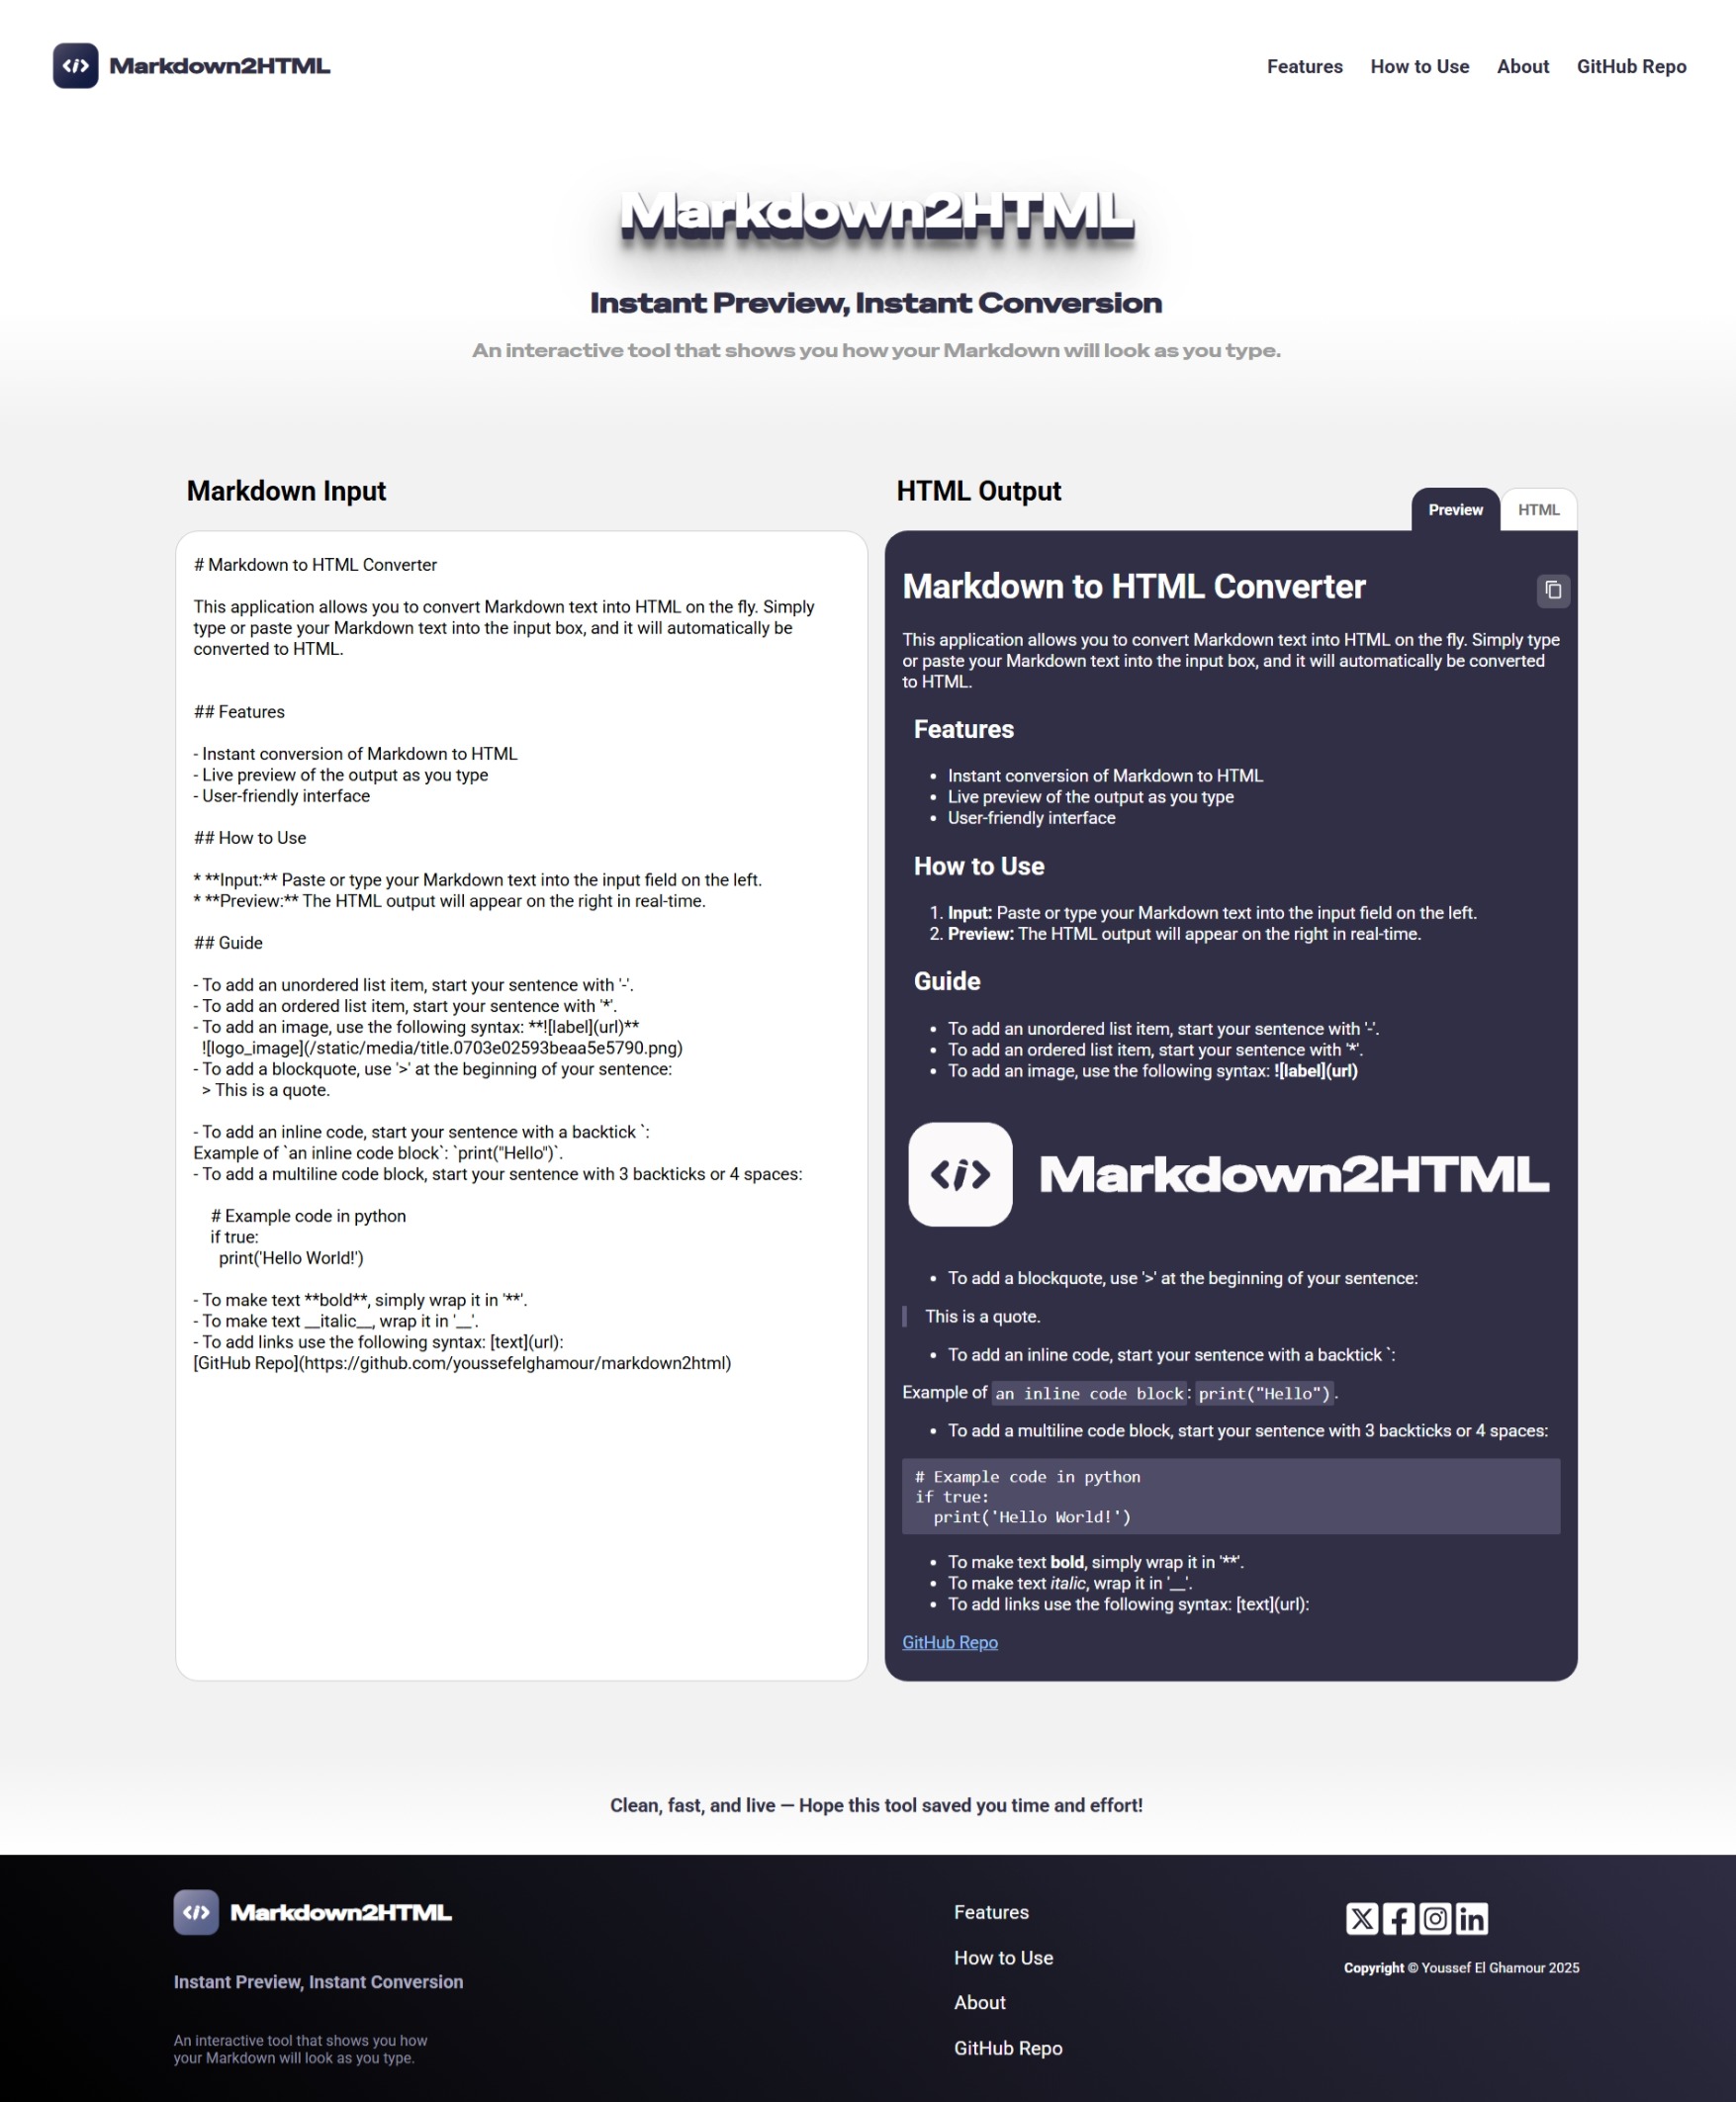 Markdown2HTML
Features How to Use About GitHub Repo
Markdown2HTML
Instant Preview, Instant Conversion
An interactive tool that shows you how your Markdown will look as you type.
Markdown Input
# Markdown to HTML Converter
This application allows you to convert Markdown text into HTML on the fly. Simply
type or paste your Markdown text into the input box, and it will automatically be
converted to HTML.
## Features
- Instant conversion of Markdown to HTML
- Live preview of the output as you type
- User-friendly interface
## How to Use
* **Input:** Paste or type your Markdown text into the input field on the left.
* **Preview:** The HTML output will appear on the right in real-time.
## Guide
- To add an unordered list item, start your sentence with '-'.
- To add an ordered list item, start your sentence with '*'.
- To add an image, use the following syntax: **![label](url)**
![logo_image](/static/media/title.0703e02593beaa5e5790.png)
- To add a blockquote, use '>' at the beginning of your sentence:
> This is a quote.
- To add an inline code, start your sentence with a backtick `:
Example of `an inline code block`: `print("Hello")`.
- To add a multiline code block, start your sentence with 3 backticks or 4 spaces:
# Example code in python
if true:
print('Hello World!')
- To make text **bold**, simply wrap it in '**'.
- To make text __italic__, wrap it in '__'.
- To add links use the following syntax: [text](url):
[GitHub Repo](https://github.com/youssefelghamour/markdown2html)
HTML Output
Preview HTML
Markdown to HTML Converter
This application allows you to convert Markdown text into HTML on the fly. Simply type
or paste your Markdown text into the input box, and it will automatically be converted
to HTML.
Features
• Instant conversion of Markdown to HTML
• Live preview of the output as you type
• User-friendly interface
How to Use
1. Input: Paste or type your Markdown text into the input field on the left.
2. Preview: The HTML output will appear on the right in real-time.
Guide
• To add an unordered list item, start your sentence with '-'.
• To add an ordered list item, start your sentence with '*'.
• To add an image, use the following syntax: ![label](url)
</> Markdown2HTML
• To add a blockquote, use '>' at the beginning of your sentence:
This is a quote.
• To add an inline code, start your sentence with a backtick `:
Example of an inline code block: print("Hello").
• To add a multiline code block, start your sentence with 3 backticks or 4 spaces:
# Example code in python
if true:
print('Hello World!')
• To make text bold, simply wrap it in '**'.
• To make text italic, wrap it in '__'.
• To add links use the following syntax: [text](url):
GitHub Repo
Clean, fast, and live — Hope this tool saved you time and effort!
</> Markdown2HTML
Instant Preview, Instant Conversion
An interactive tool that shows you how
your Markdown will look as you type.
Features
How to Use
About
GitHub Repo
Copyright © Youssef El Ghamour 2025